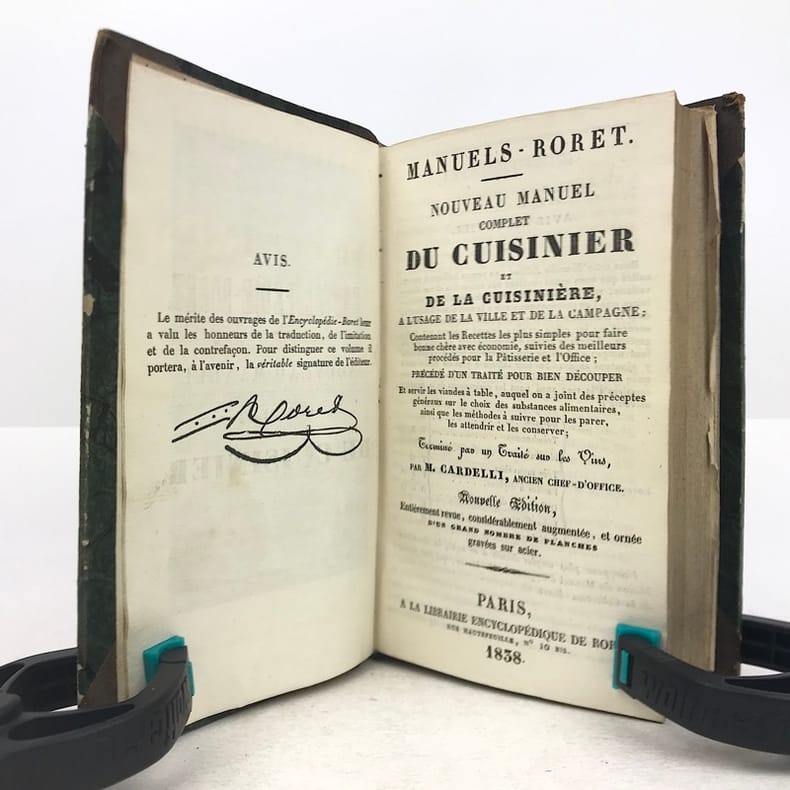 AVIS.
Le mérite des ouvrages de l'Encyclopédie-Roret leur
a valu les honneurs de la traduction, de l'imitation
et de la contrefaçon. Pour distinguer ce volume il
portera, à l'avenir, la véritable signature de l'éditeur.
Roret
MANUELS-RORET.
NOUVEAU MANUEL
COMPLET
DU CUISINIER
ET
DE LA CUISINIÈRE,
A L'USAGE DE LA VILLE ET DE LA CAMPAGNE;
Contenant les Recettes les plus simples pour faire
bonne chère avec économie, suivies des meilleurs
procédés pour la Pâtisserie et l'Office;
PRÉCÉDÉ D'UN TRAITÉ POUR BIEN DÉCOUPER
Et servir les viandes à table, auquel on a joint des préceptes
généraux sur le choix des substances alimentaires,
ainsi que les méthodes à suivre pour les parer,
les attendrir et les conserver;
Terminé par un Traité sur les Vins,
PAR M. CARDELLI, ANCIEN CHEF-D'OFFICE.
Nouvelle Edition,
Entièrement revue, considérablement augmentée, et ornée
D'UN GRAND NOMBRE DE PLANCHES
gravées sur acier.
PARIS,
A LA LIBRAIRIE ENCYCLOPÉDIQUE DE ROR
RUE HAUTEFEUILLE, N° 10 BIS.
1838.